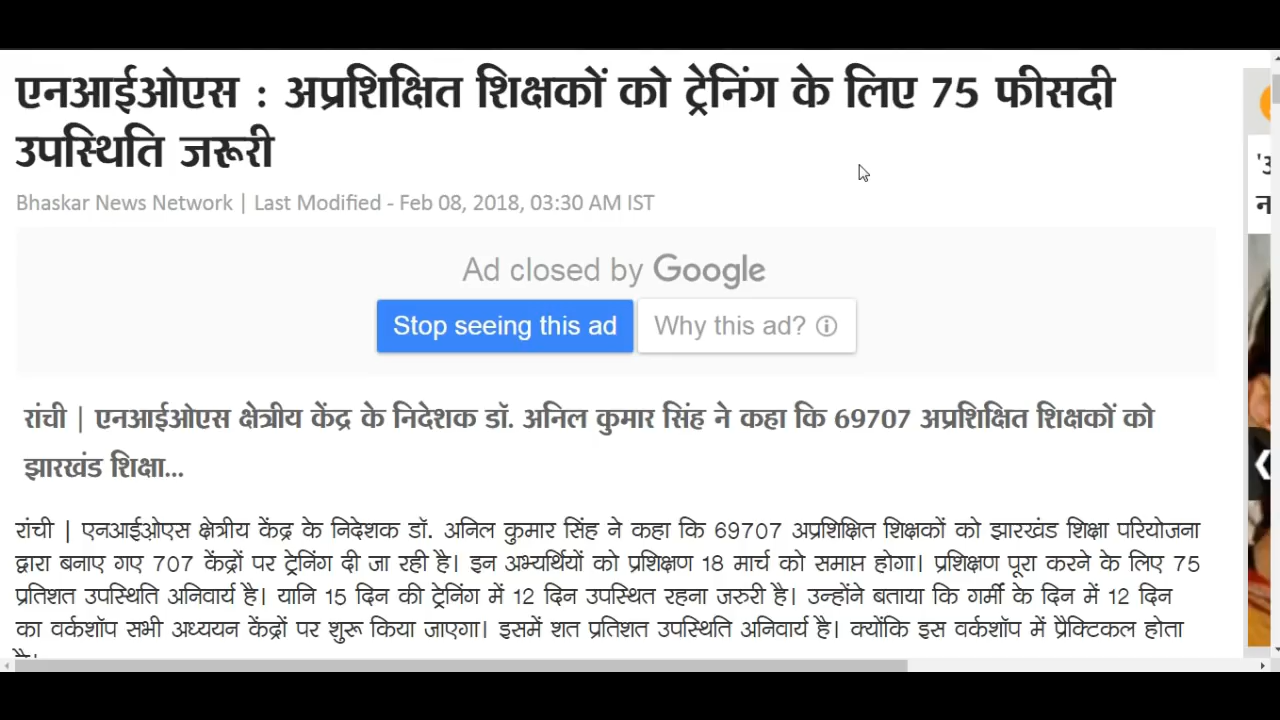 एनआईओएस : अप्रशिक्षित शिक्षकों को ट्रेनिंग के लिए 75 फीसदी
उपस्थिति जरूरी
Bhaskar News Network | Last Modified - Feb 08, 2018, 03:30 AM IST
Ad closed by Google
Stop seeing this ad Why this ad?
रांची | एनआईओएस क्षेत्रीय केंद्र के निदेशक डॉ. अनिल कुमार सिंह ने कहा कि 69707 अप्रशिक्षित शिक्षकों को
झारखंड शिक्षा...
रांची | एनआईओएस क्षेत्रीय केंद्र के निदेशक डॉ. अनिल कुमार सिंह ने कहा कि 69707 अप्रशिक्षित शिक्षकों को झारखंड शिक्षा परियोजना
द्वारा बनाए गए 707 केंद्रों पर ट्रेनिंग दी जा रही है। इन अभ्यर्थियों को प्रशिक्षण 18 मार्च को समाप्त होगा। प्रशिक्षण पूरा करने के लिए 75
प्रतिशत उपस्थिति अनिवार्य है। यानि 15 दिन की ट्रेनिंग में 12 दिन उपस्थित रहना जरुरी है। उन्होंने बताया कि गर्मी के दिन में 12 दिन
का वर्कशॉप सभी अध्ययन केंद्रों पर शुरू किया जाएगा। इसमें शत प्रतिशत उपस्थिति अनिवार्य है। क्योंकि इस वर्कशॉप में प्रैक्टिकल होता